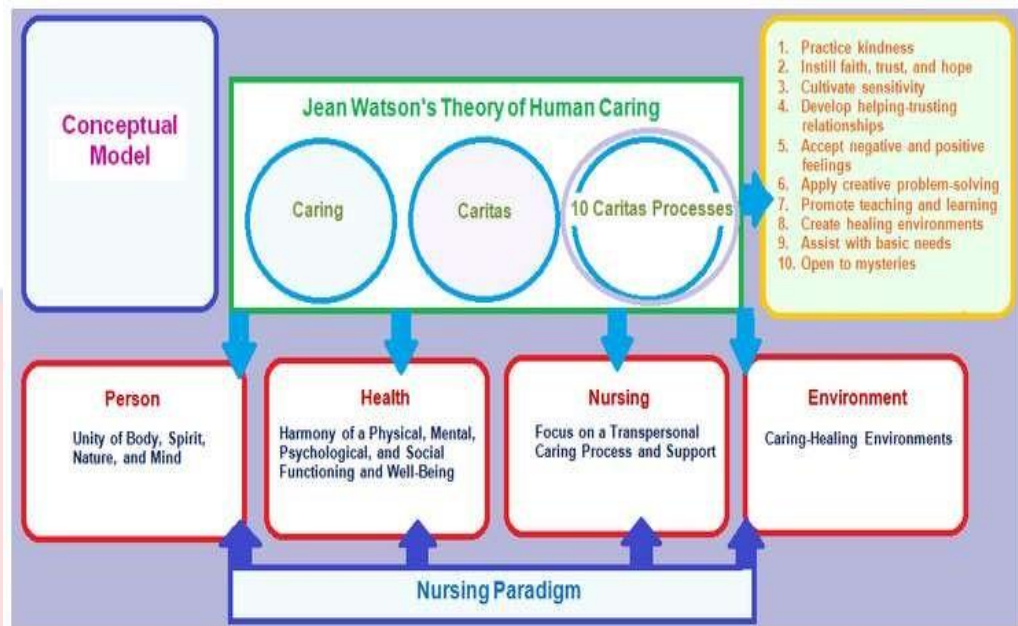 Conceptual
Model
Jean Watson's Theory of Human Caring
Caring
Caritas
10 Caritas Processes
1. Practice kindness
2. Instill faith, trust, and hope
3. Cultivate sensitivity
4. Develop helping-trusting
relationships
5. Accept negative and positive
feelings
6. Apply creative problem-solving
7. Promote teaching and learning
8. Create healing environments
9. Assist with basic needs
10. Open to mysteries
Person
Unity of Body, Spirit,
Nature, and Mind
Health
Harmony of a Physical, Mental,
Psychological, and Social
Functioning and Well-Being
Nursing
Focus on a Transpersonal
Caring Process and Support
Environment
Caring-Healing Environments
Nursing Paradigm